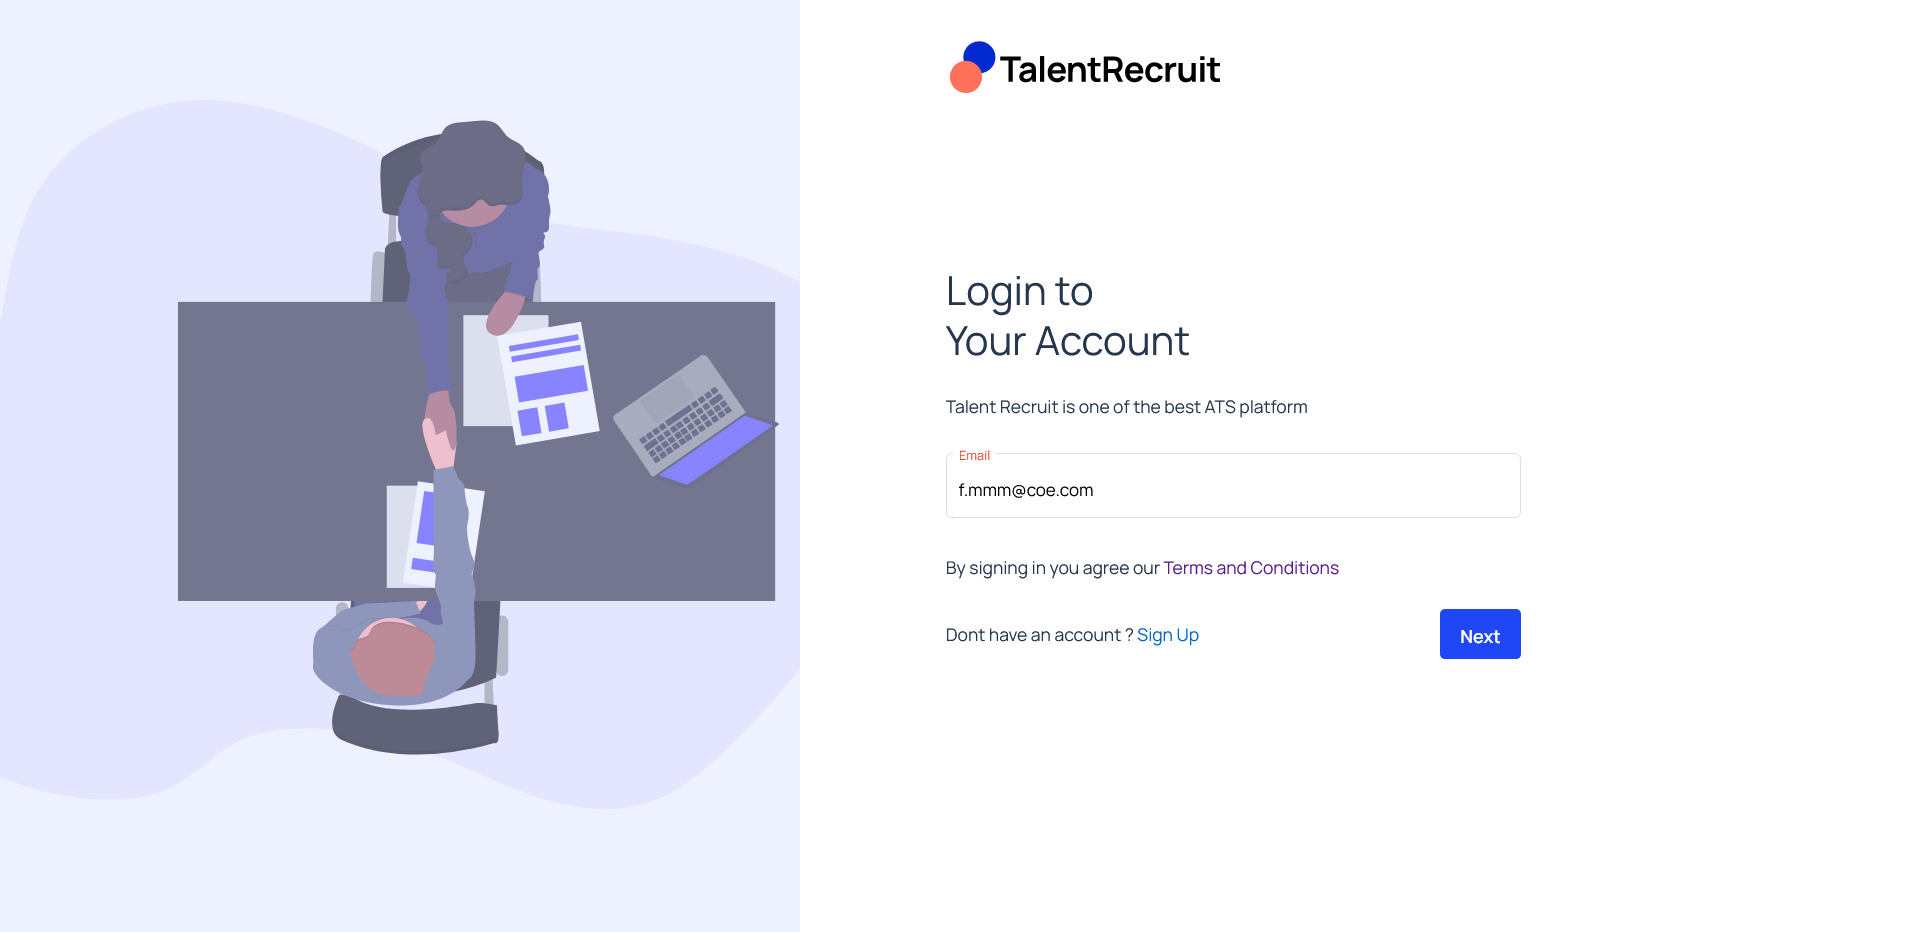 TalentRecruit
Login to
Your Account
Talent Recruit is one of the best ATS platform
Email
f.mmm@coe.com
By signing in you agree our Terms and Conditions
Dont have an account ? Sign Up
Next